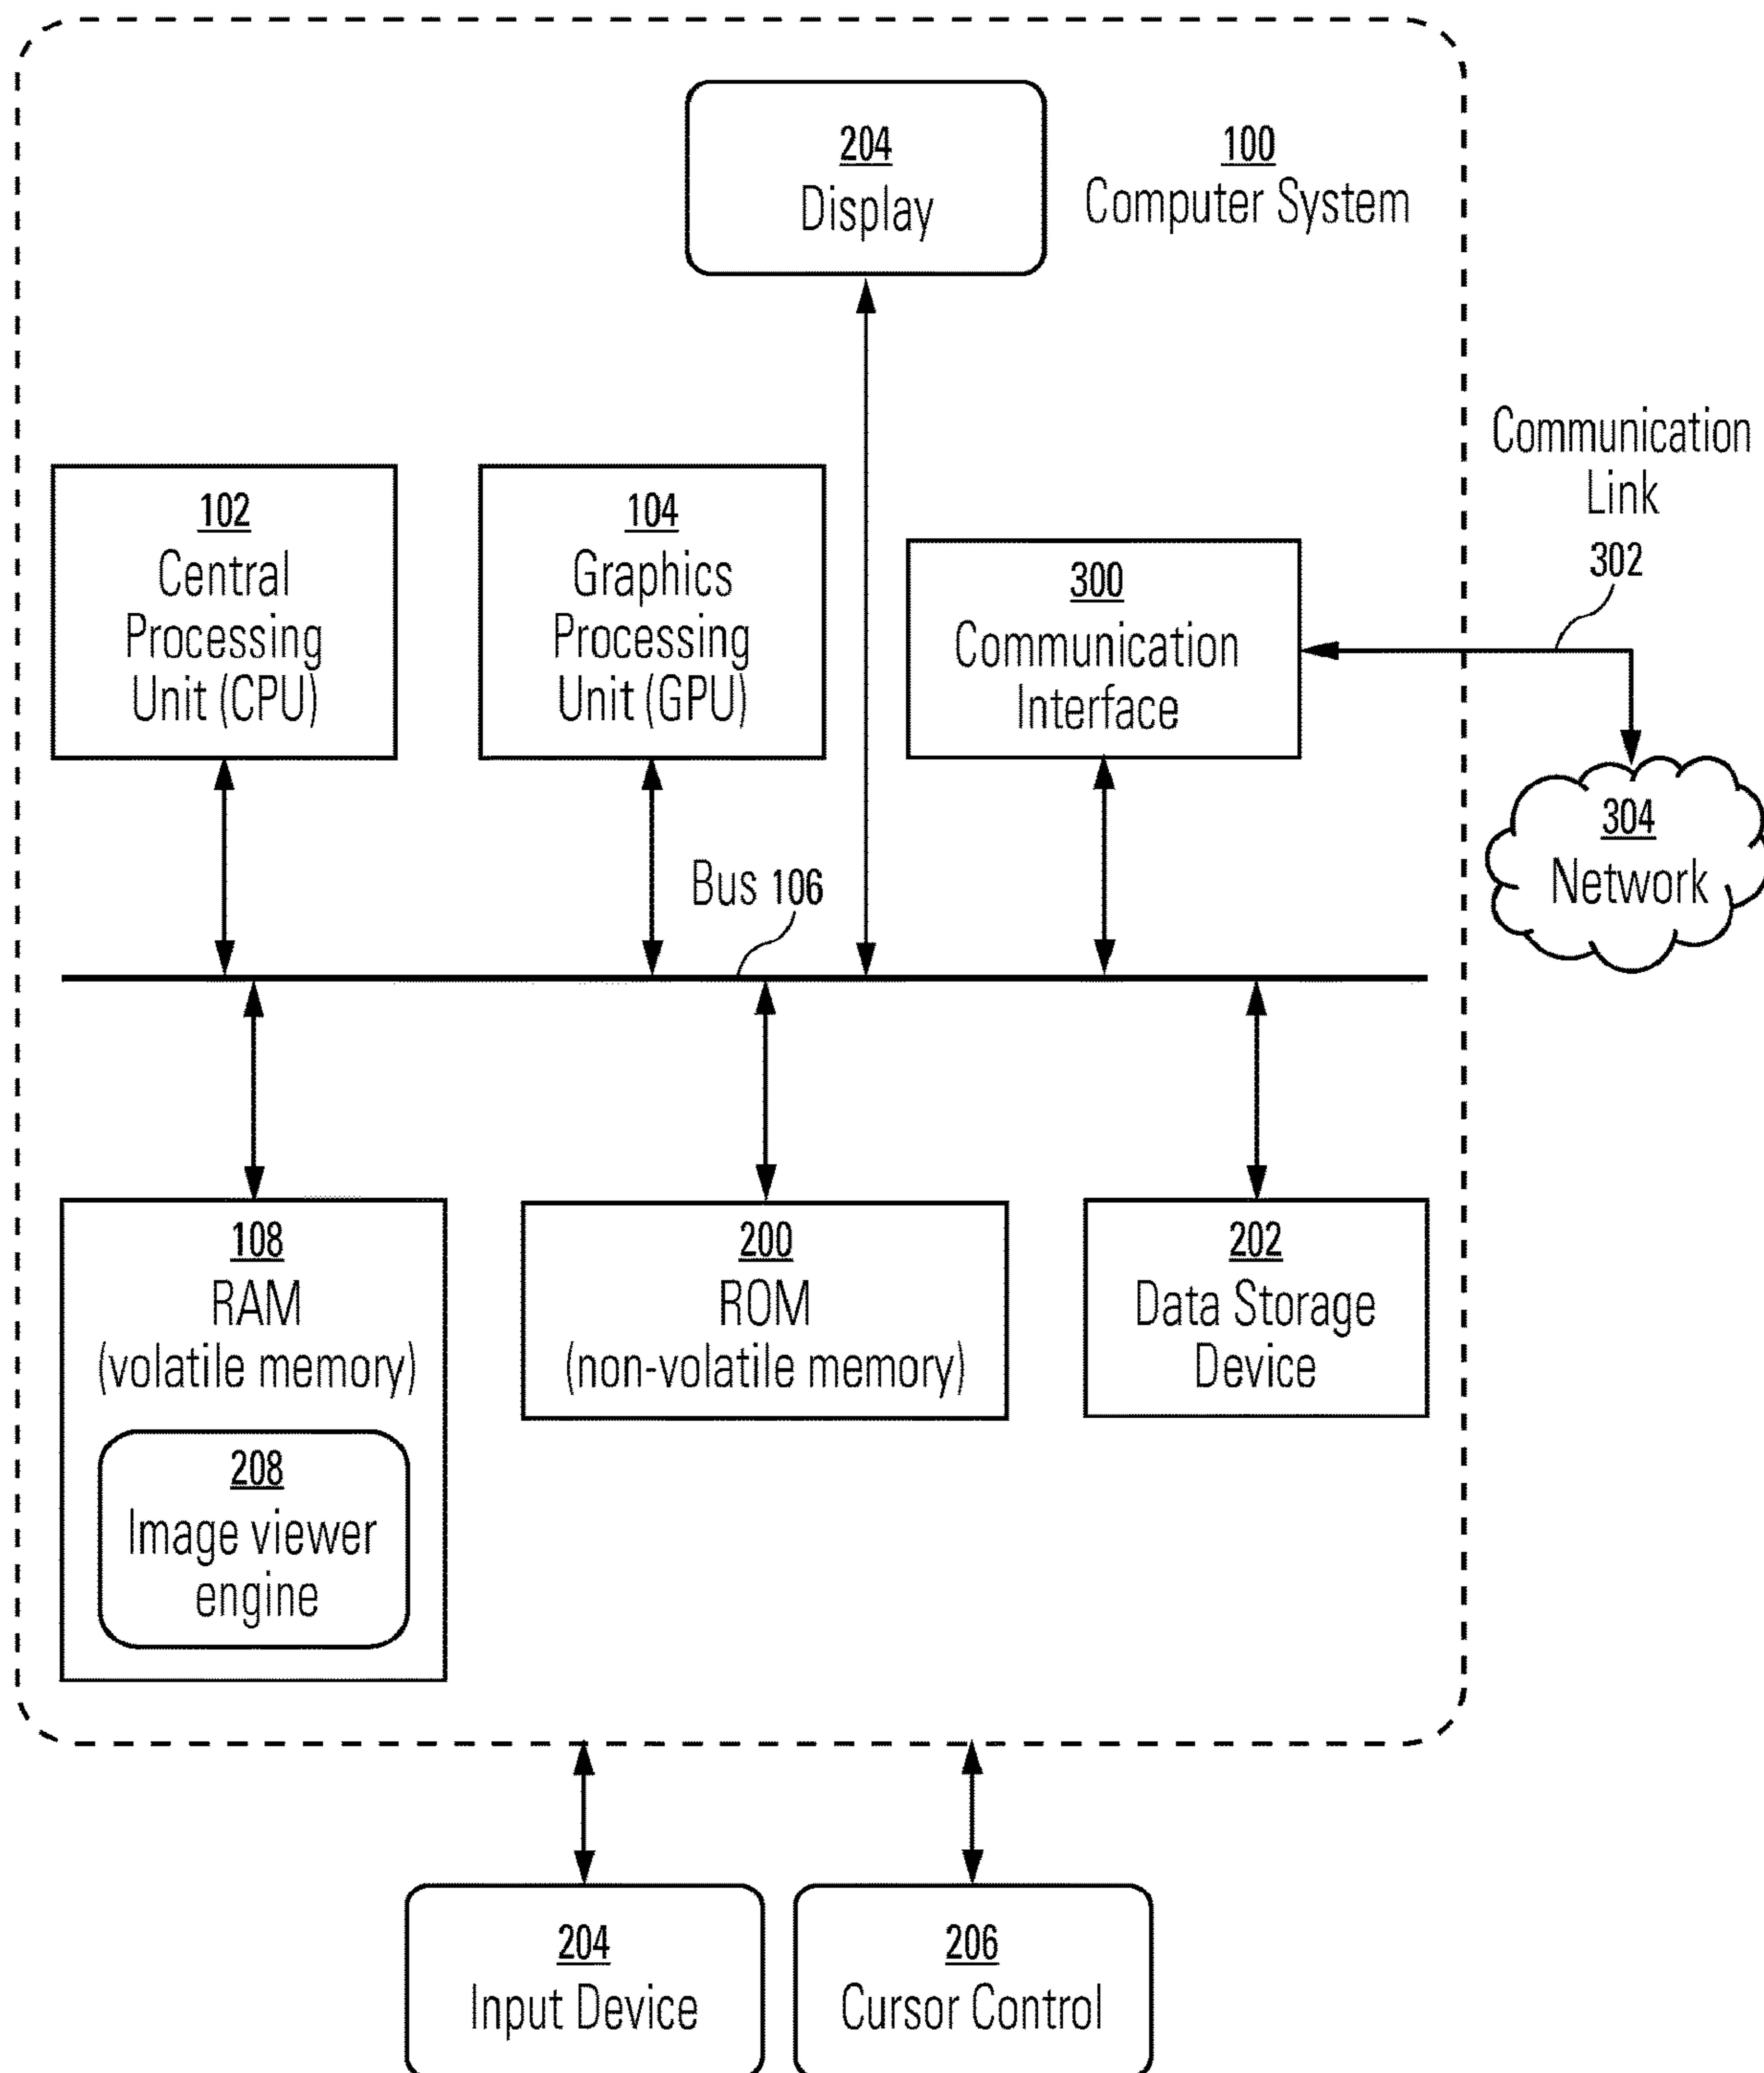 204
Display
100
Computer System
Communication
Link
302
102
Central
Processing
Unit (CPU)
104
Graphics
Processing
Unit (GPU)
300
Communication
Interface
304
Network
Bus 106
108
RAM
(volatile memory)
208
Image viewer
engine
200
ROM
(non-volatile memory)
202
Data Storage
Device
204
Input Device
206
Cursor Control